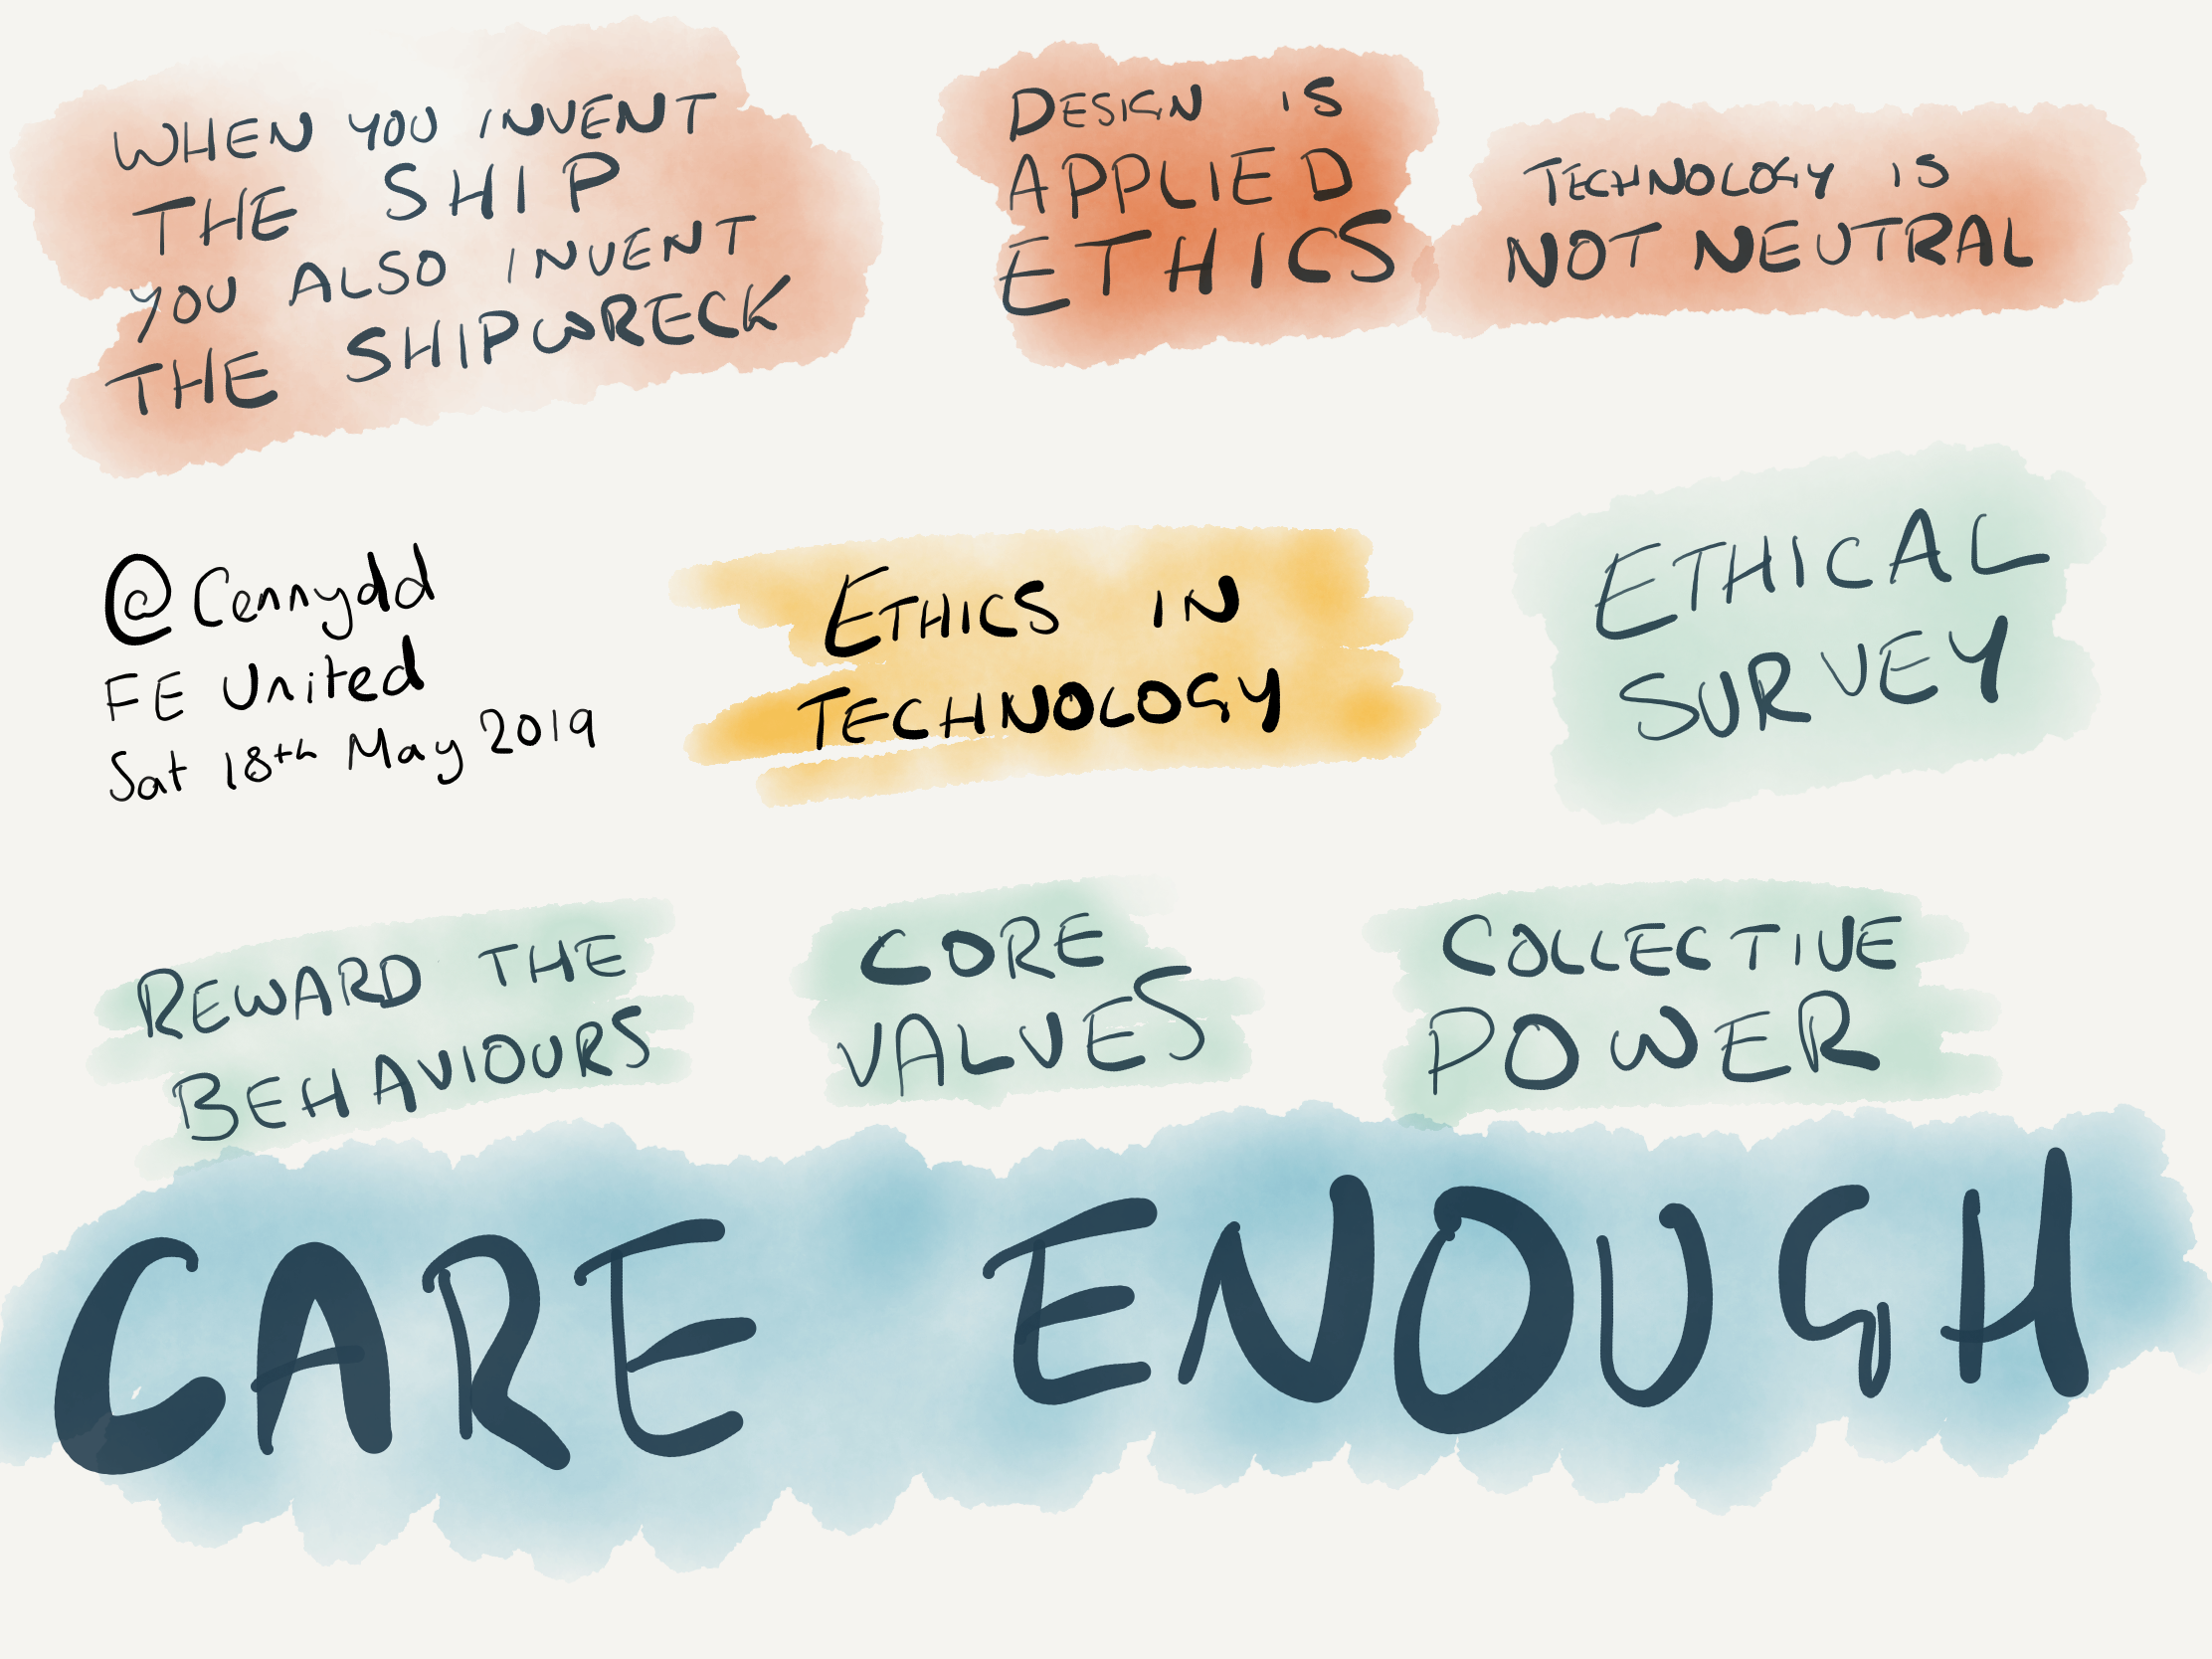 WHEN YOU INVENT
THE SHIP
YOU ALSO INVENT
THE SHIPWRECK
DESIGN IS
APPLIED
ETHICS
TECHNOLOGY IS
NOT NEUTRAL
@Cennydd
FE United
Sat 18th May 2019
ETHICS IN
TECHNOLOGY
ETHICAL
SURVEY
REWARD THE
BEHAVIOURS
CORE
VALUES
COLLECTIVE
POWER
CARE ENOUGH